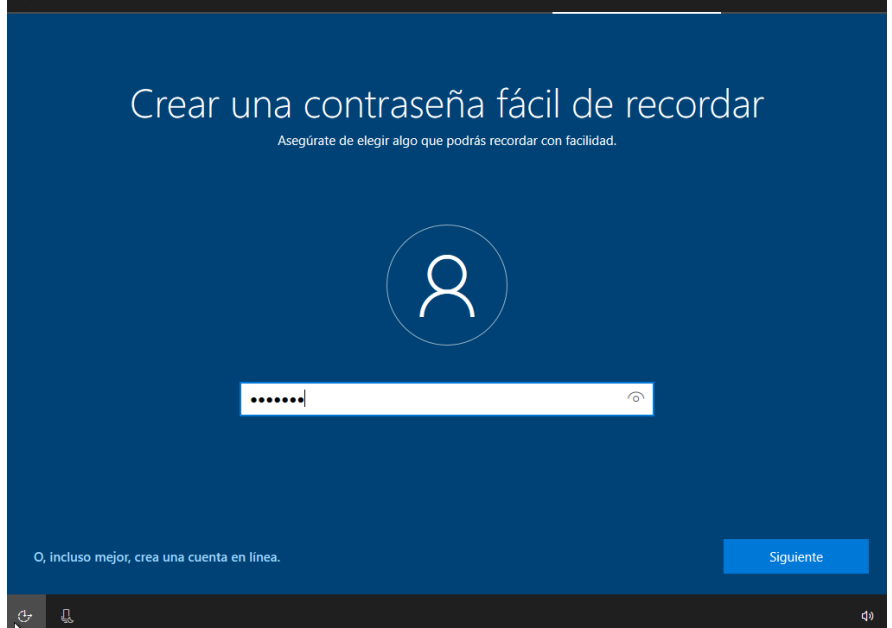 Crear una contraseña fácil de recordar
Asegúrate de elegir algo que podrás recordar con facilidad.
•••••••
O, incluso mejor, crea una cuenta en línea.
Siguiente